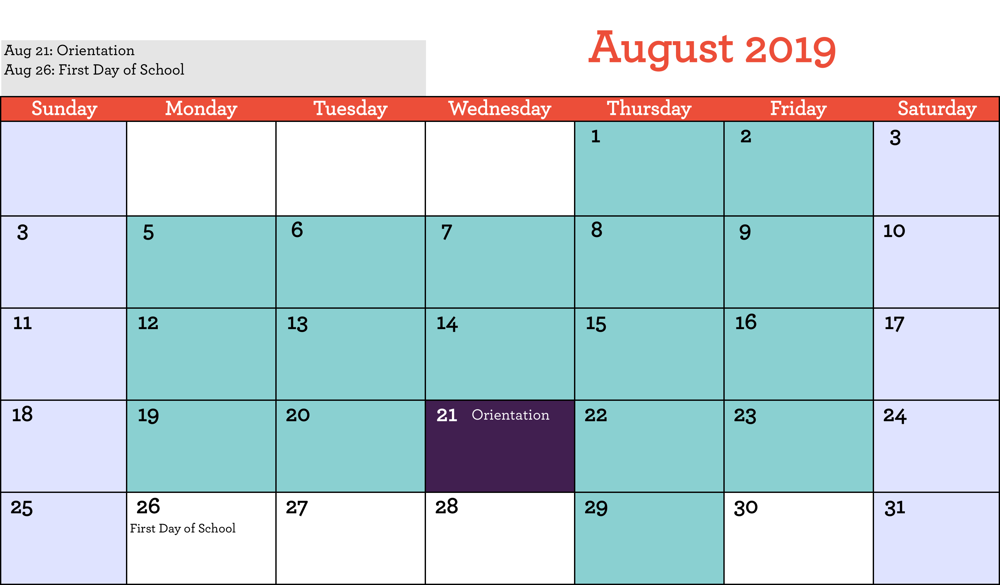 August 2019
Aug 21: Orientation
Aug 26: First Day of School
Sunday Monday Tuesday Wednesday Thursday Friday Saturday
1 2 3
3 5 6 7 8 9 10
11 12 13 14 15 16 17
18 19 20 21 Orientation 22 23 24
25 26 27 28 29 30 31
First Day of School